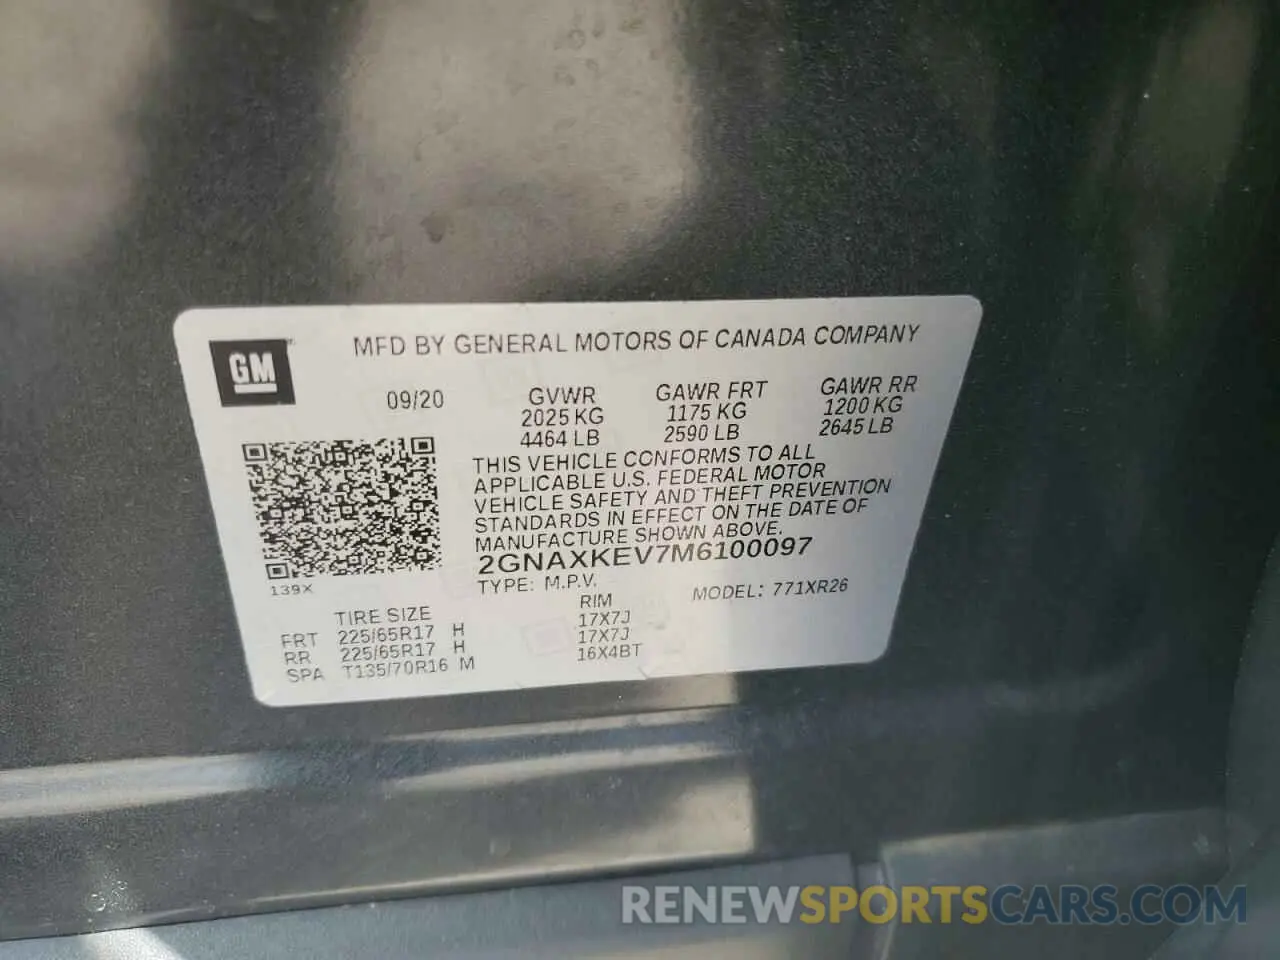 GM
MFD BY GENERAL MOTORS OF CANADA COMPANY
09/20
GVWR
2025 KG
4464 LB
GAWR FRT
1175 KG
2590 LB
GAWR RR
1200 KG
2645 LB
THIS VEHICLE CONFORMS TO ALL
APPLICABLE U.S. FEDERAL MOTOR
VEHICLE SAFETY AND THEFT PREVENTION
STANDARDS IN EFFECT ON THE DATE OF
MANUFACTURE SHOWN ABOVE.
2GNAXKEV7M6100097
TYPE: M.P.V.
MODEL: 771XR26
139X
TIRE SIZE RIM
FRT 225/65R17 H 17X7J
RR 225/65R17 H 17X7J
SPA T135/70R16 M 16X4BT
RENEWSPORTSCARS.COM